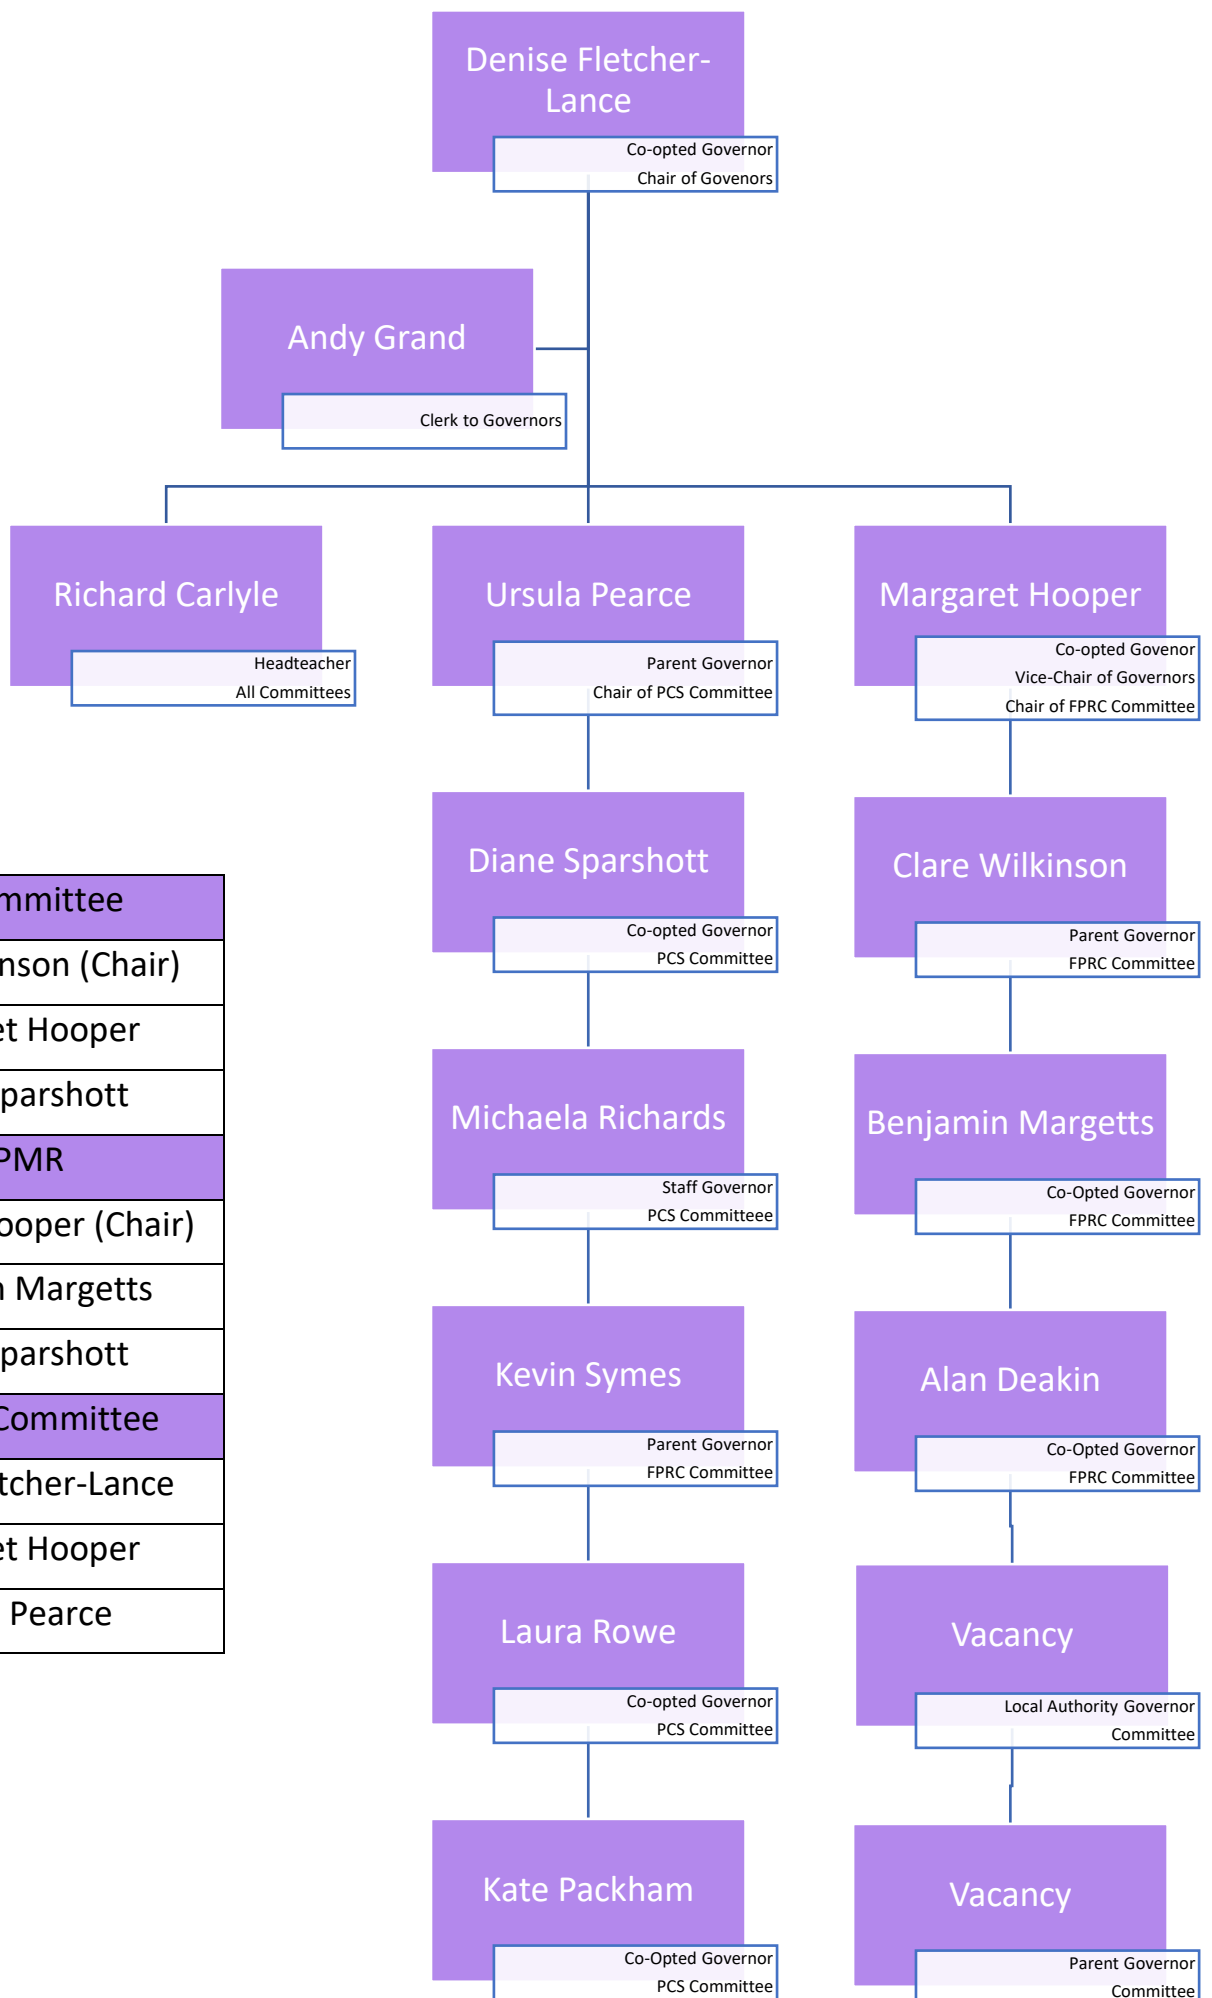 Denise Fletcher-
Lance
Co-opted Governor
Chair of Govenors
Andy Grand
Clerk to Governors
Richard Carlyle
Headteacher
All Committees
Ursula Pearce
Parent Governor
Chair of PCS Committee
Margaret Hooper
Co-opted Govenor
Vice-Chair of Governors
Chair of FPRC Committee
Diane Sparshott
Co-opted Governor
PCS Committee
Clare Wilkinson
Parent Governor
FPRC Committee
Michaela Richards
Staff Governor
PCS Committeee
Benjamin Margetts
Co-Opted Governor
FPRC Committee
Kevin Symes
Parent Governor
FPRC Committee
Alan Deakin
Co-Opted Governor
FPRC Committee
Laura Rowe
Co-opted Governor
PCS Committee
Vacancy
Local Authority Governor
Committee
Kate Packham
Co-Opted Governor
PCS Committee
Vacancy
Parent Governor
Committee
mmittee
nson (Chair)
et Hooper
parshott
PMR
ooper (Chair)
n Margetts
parshott
Committee
tcher-Lance
et Hooper
Pearce